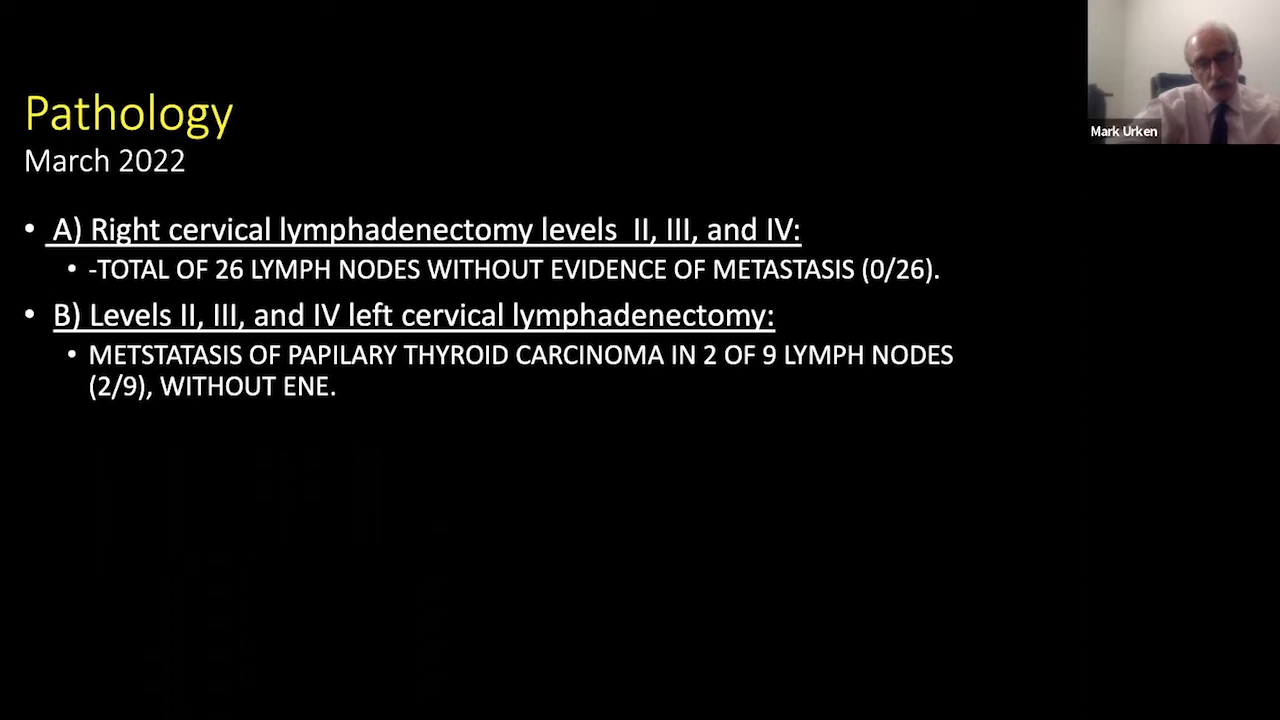 Mark Urken
Pathology
March 2022
• A) Right cervical lymphadenectomy levels  II, III, and IV:
• -TOTAL OF 26 LYMPH NODES WITHOUT EVIDENCE OF METASTASIS (0/26).
• B) Levels II, III, and IV left cervical lymphadenectomy:
• METSTATASIS OF PAPILARY THYROID CARCINOMA IN 2 OF 9 LYMPH NODES
(2/9), WITHOUT ENE.